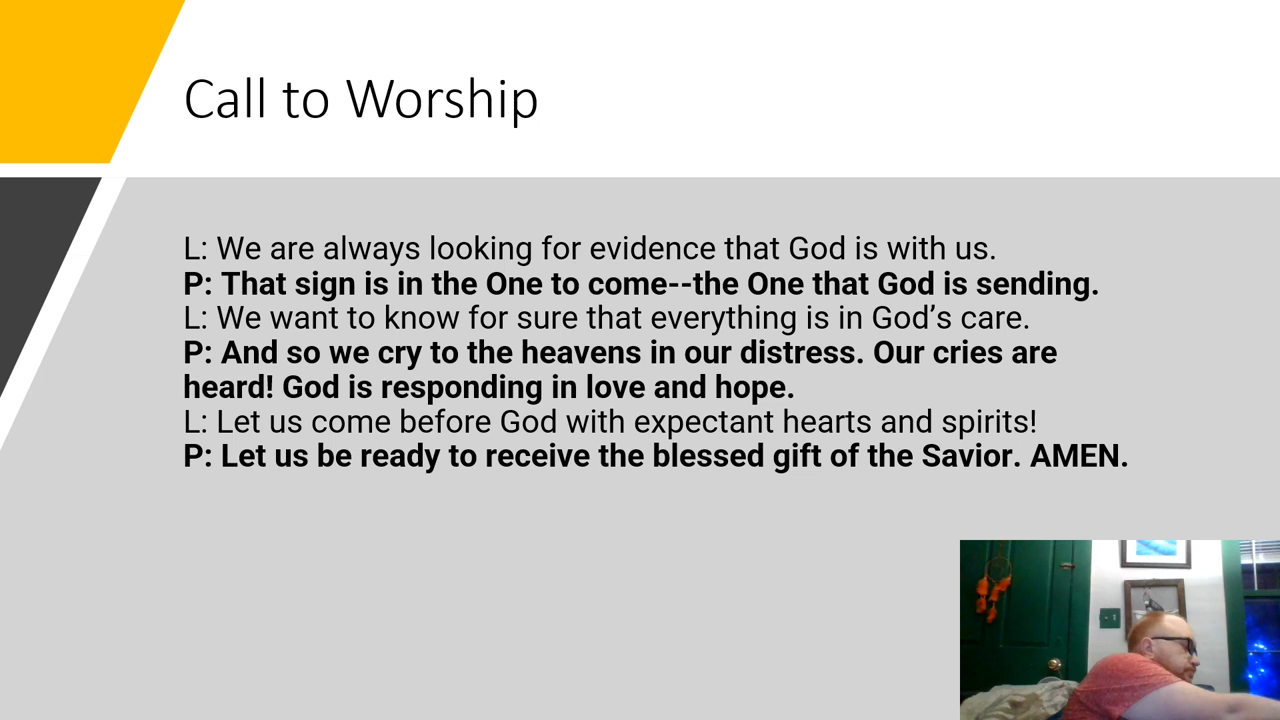 Call to Worship
L: We are always looking for evidence that God is with us.
P: That sign is in the One to come--the One that God is sending.
L: We want to know for sure that everything is in God’s care.
P: And so we cry to the heavens in our distress. Our cries are
heard! God is responding in love and hope.
L: Let us come before God with expectant hearts and spirits!
P: Let us be ready to receive the blessed gift of the Savior. AMEN.